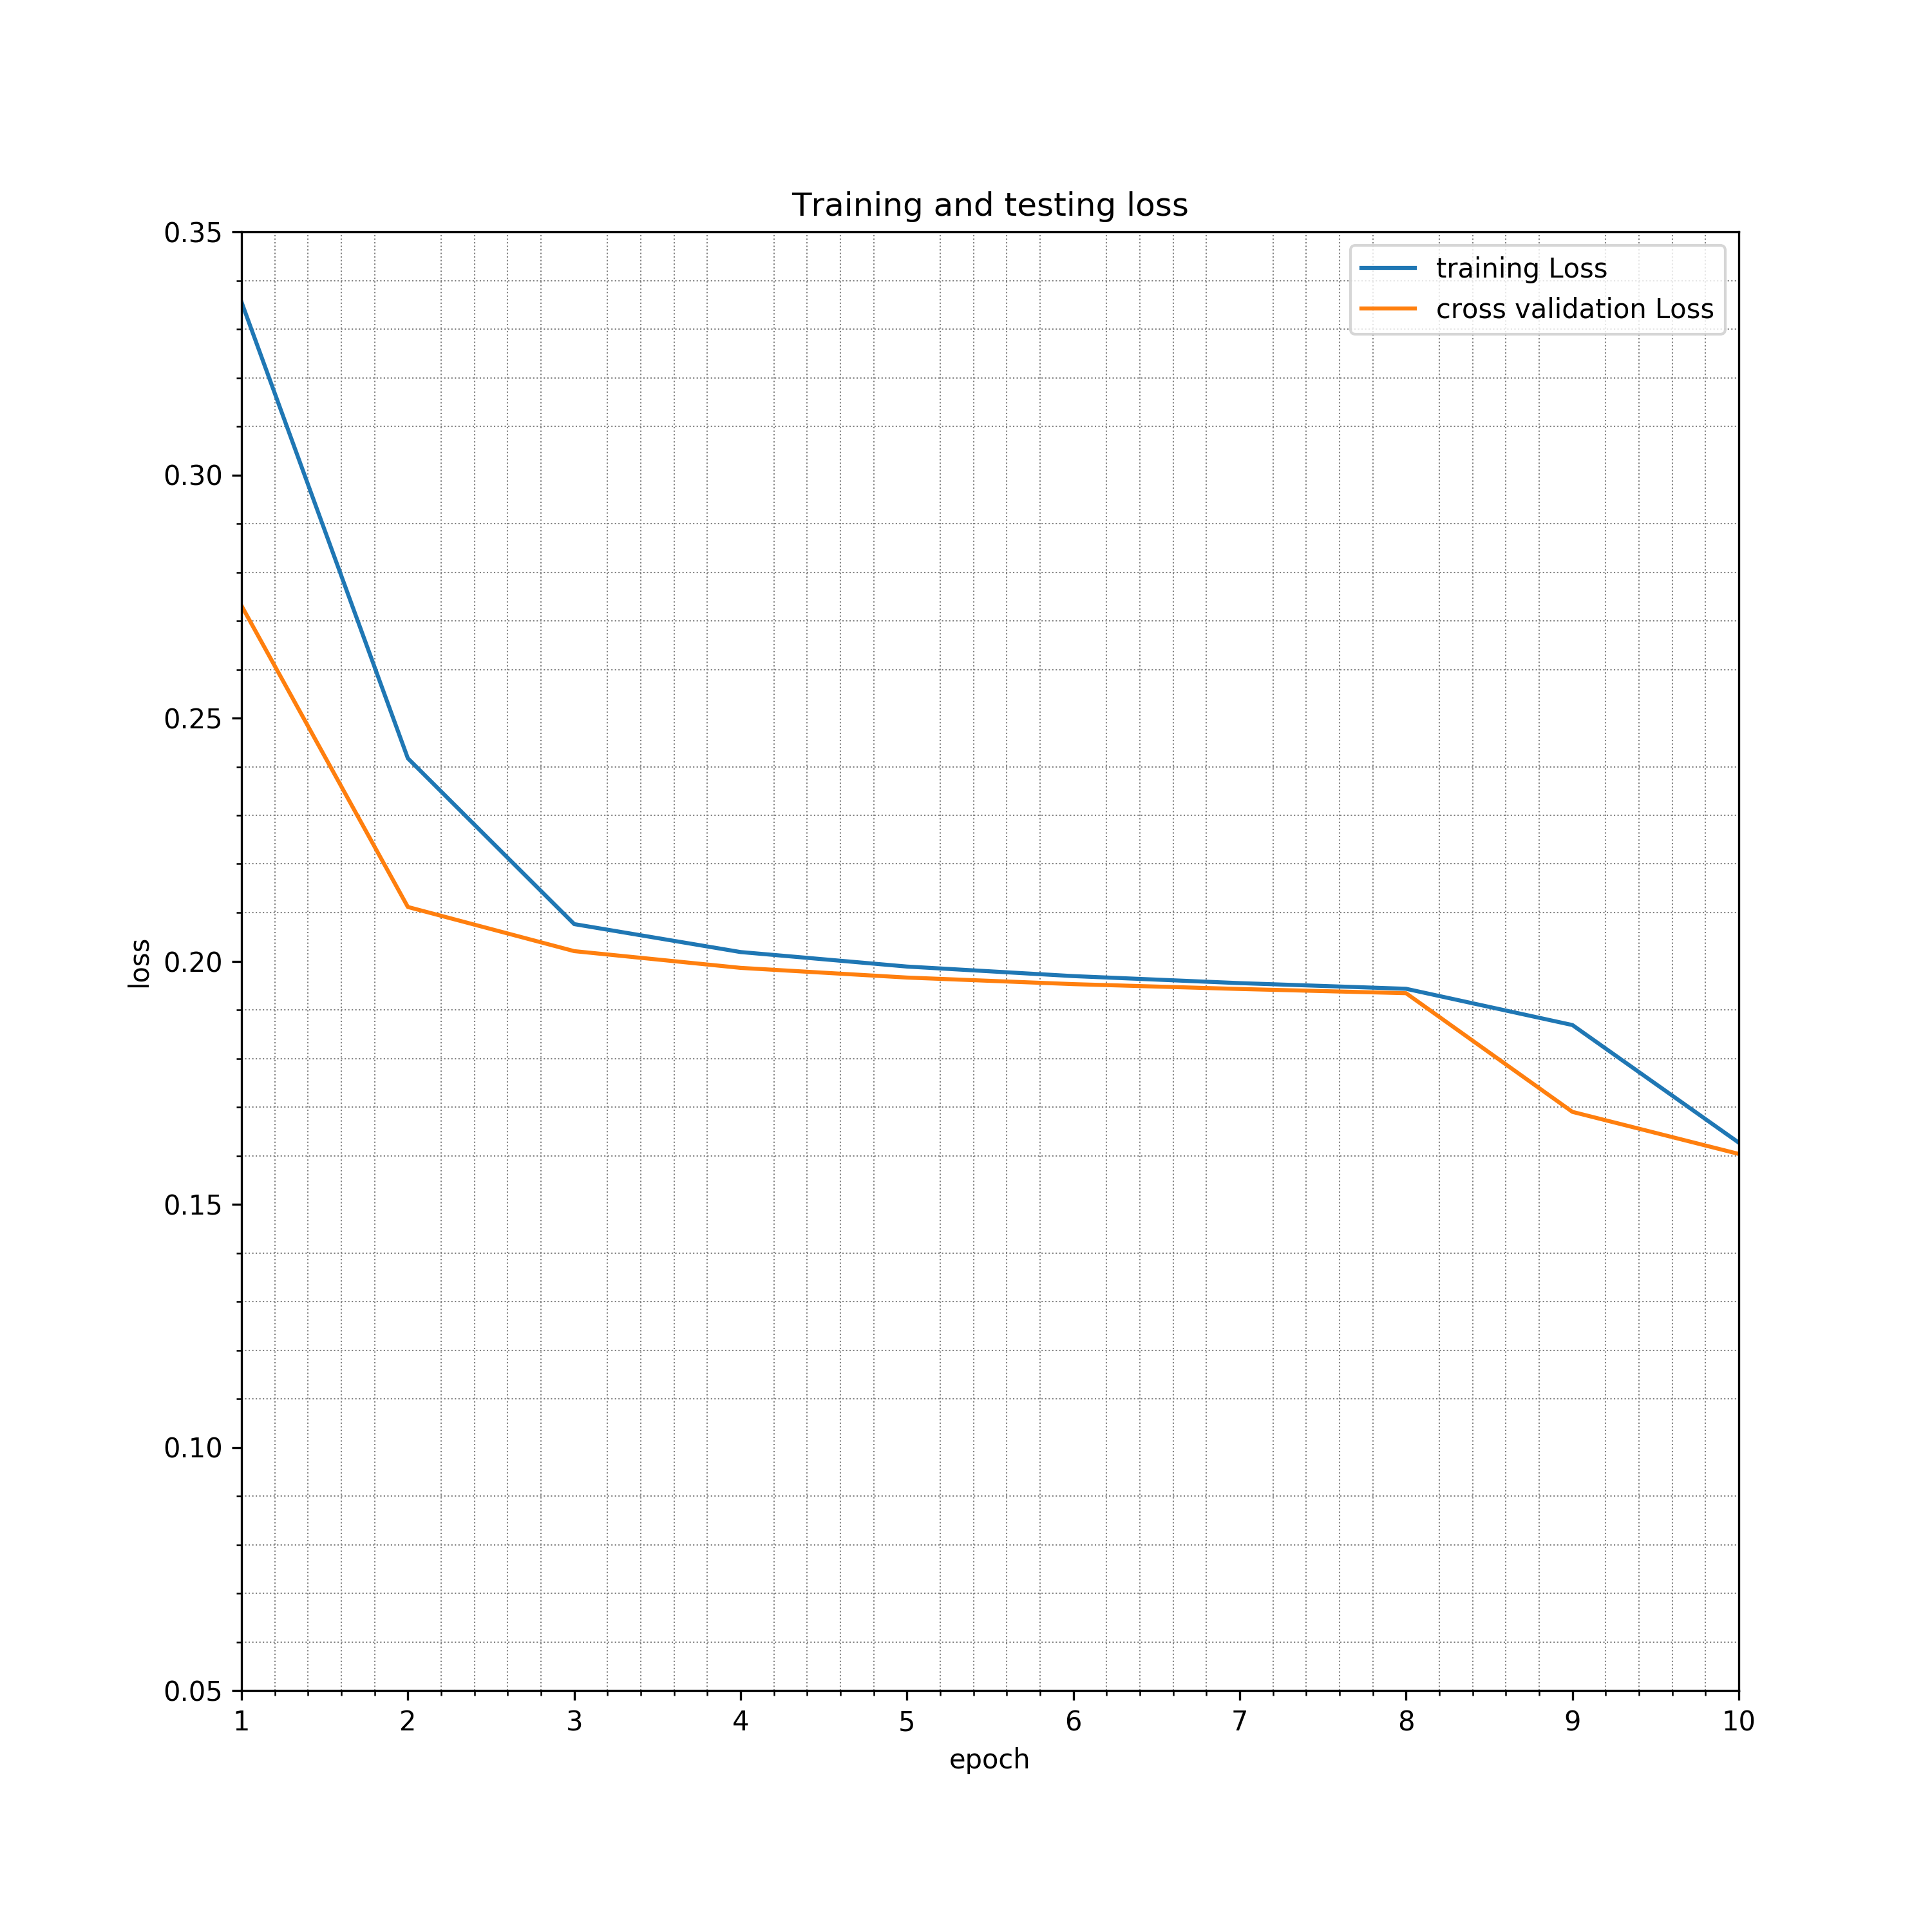 Training and testing loss
training Loss
cross validation Loss
0.35
0.30
0.25
0.20
0.15
0.10
0.05
loss
1 2 3 4 5 6 7 8 9 10
epoch